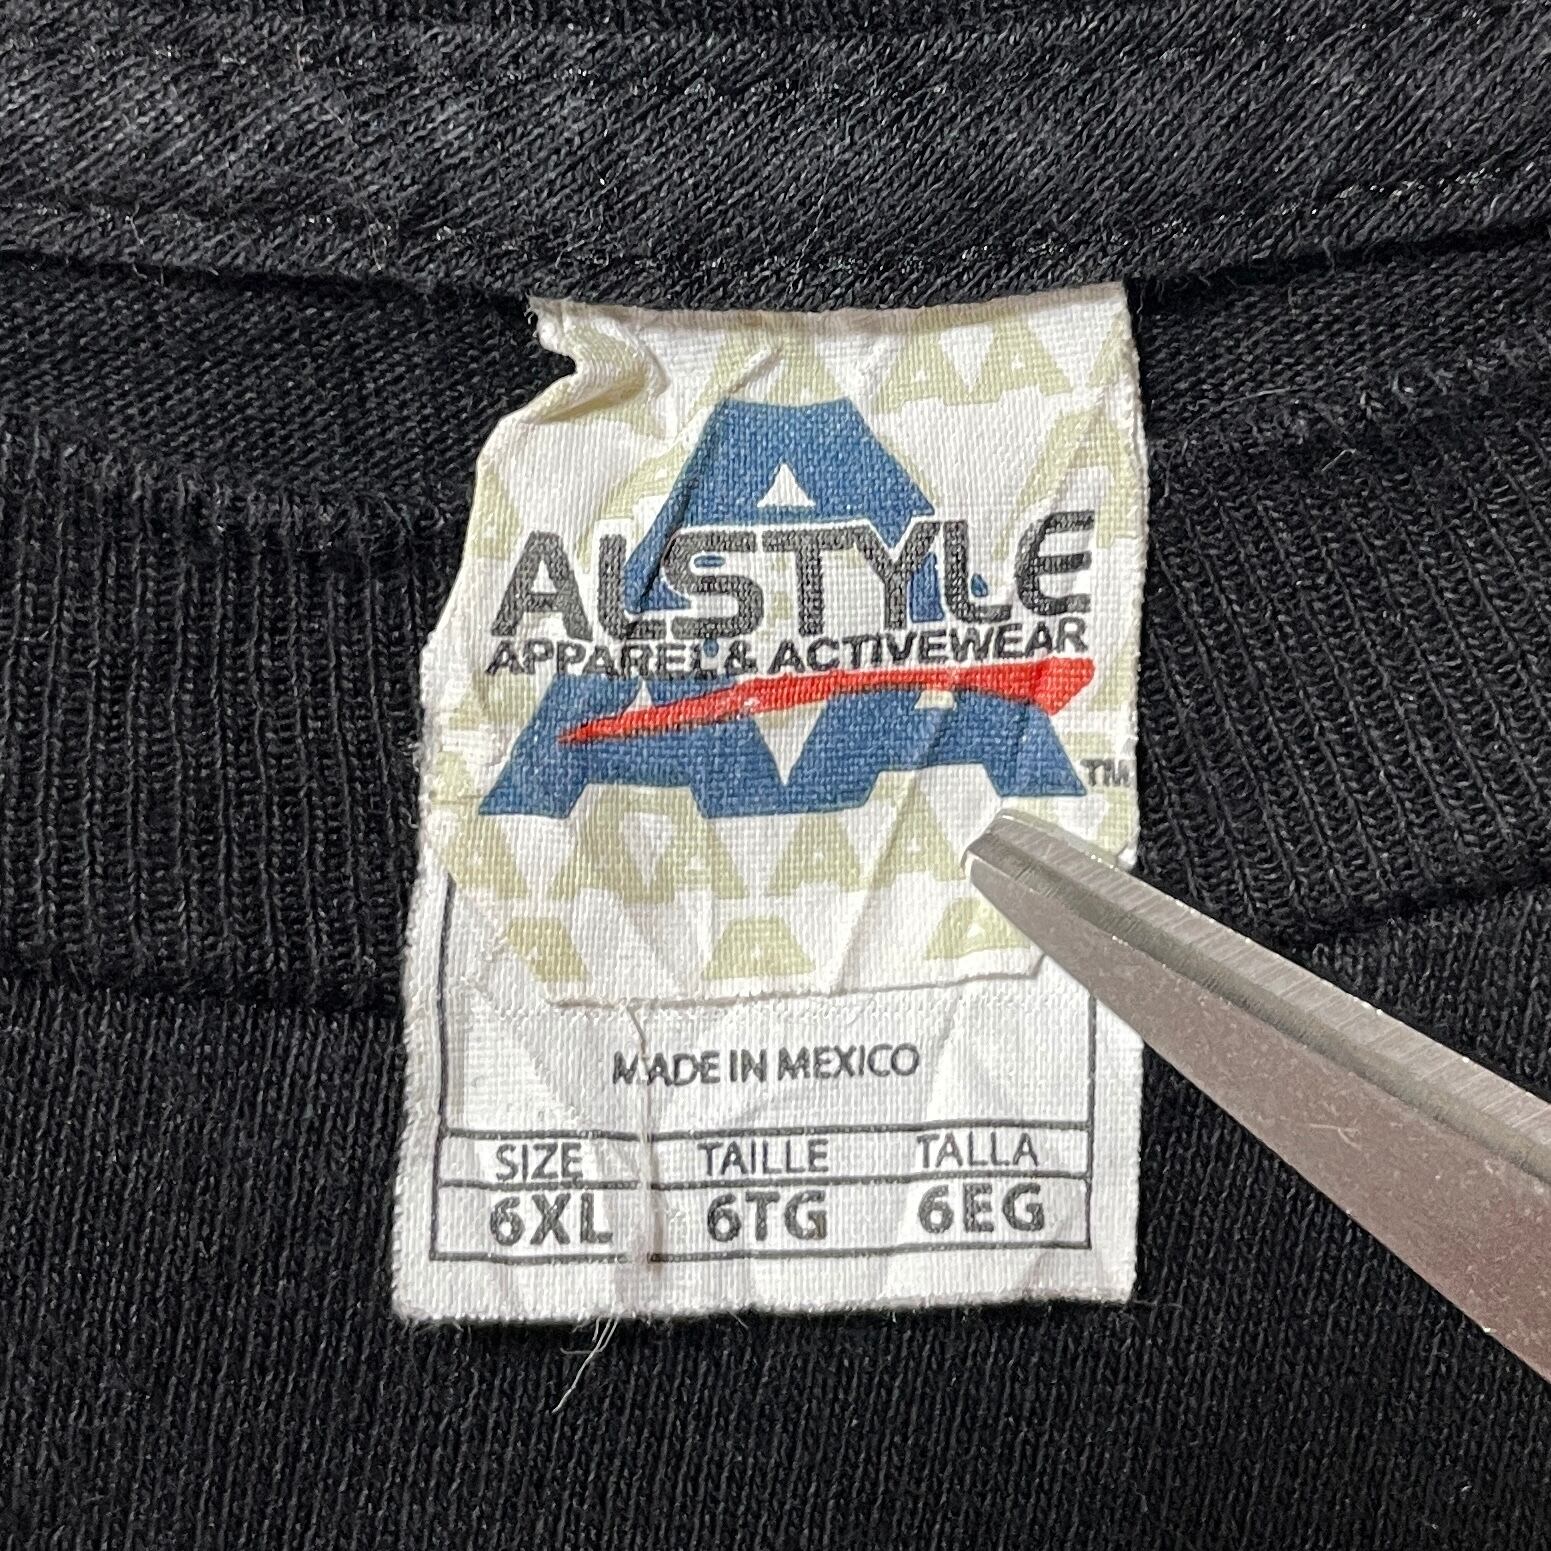 ALSTYLE
APPAREL & ACTIVEWEAR
TM
MADE IN MEXICO
SIZE TAILLE TALLA
6XL 6TG 6EG